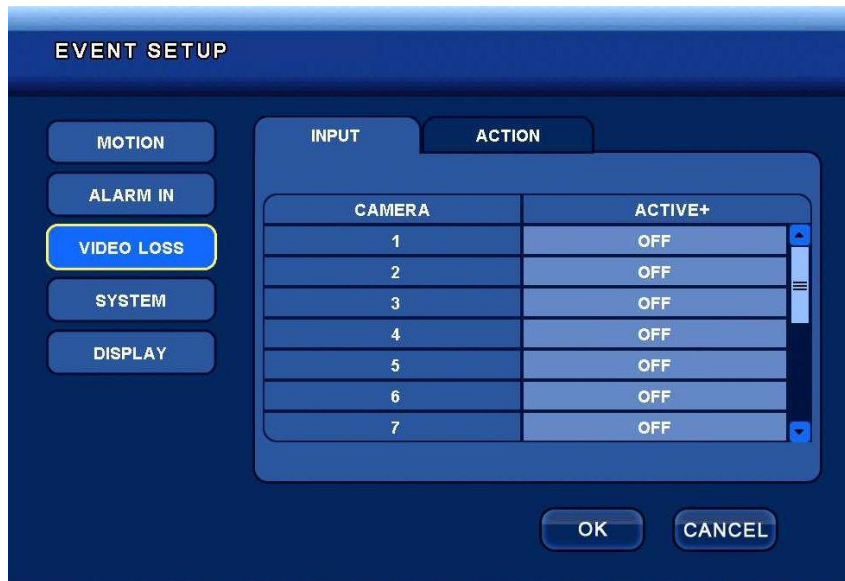 EVENT SETUP
MOTION
ALARM IN
VIDEO LOSS
SYSTEM
DISPLAY
INPUT ACTION
CAMERA ACTIVE+
1 OFF
2 OFF
3 OFF
4 OFF
5 OFF
6 OFF
7 OFF
OK CANCEL